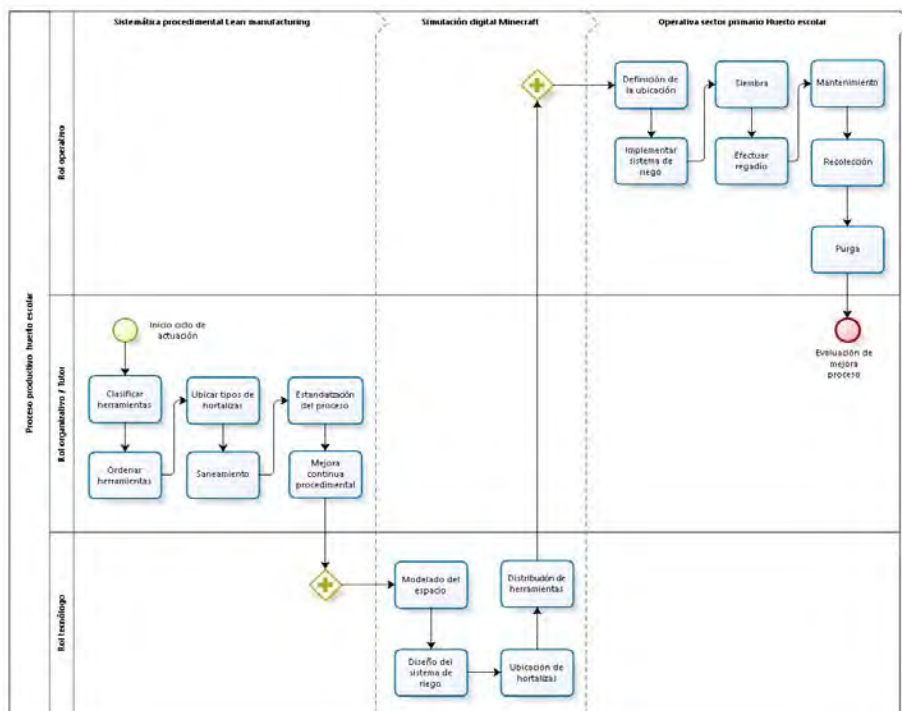 Sistemática procedimental Lean manufacturing
Simulación digital Minecraft
Operativa sector primario Huerto escolar
Proceso productivo huerto escolar
Rol operativo
Definición de
la ubicación
Siembra
Mantenimiento
Implementar
sistema de
riego
Efectuar
regadío
Recolección
Purga
Rol organizativo / Tutor
Inicio ciclo de
actuación
Evaluación de
mejora
proceso
Clasificar
herramientas
Ubicar tipos de
hortalizas
Estandatización
del proceso
Ordenar
herramientas
Saneamiento
Mejora
continua
procedimental
Rol tecnólogo
Modelado del
espacio
Distribución de
herramientas
Diseño del
sistema de
riego
Ubicación de
hortalizas